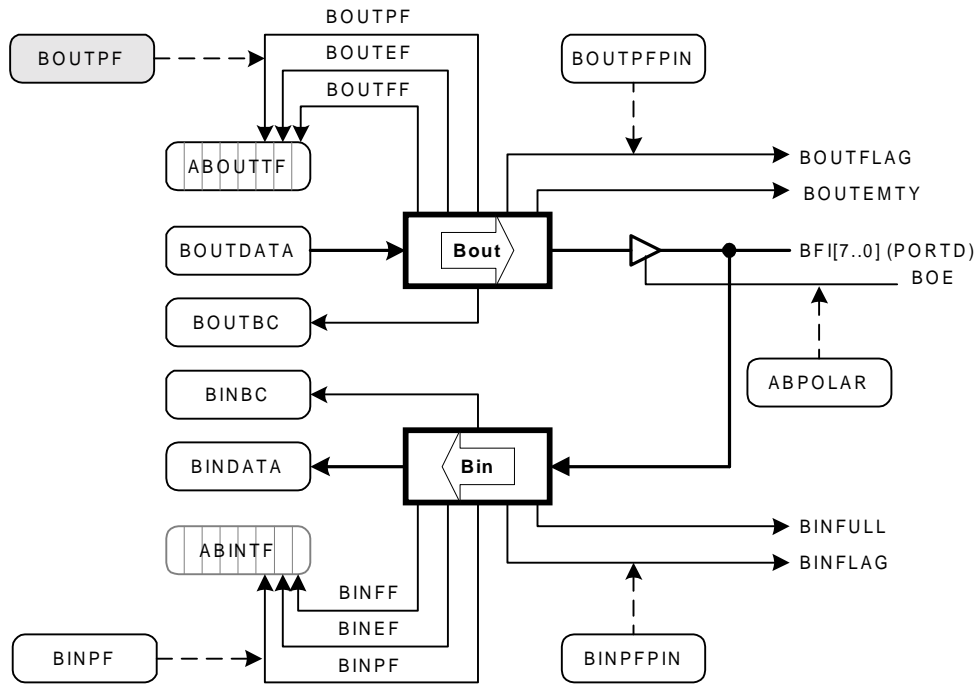 BOUTPF
BOUTPF
BOUTEF
BOUTFF
BOUTPFPIN
ABOUTTF
BOUTFLAG
BOUTEMTY
BOUTDATA
Bout
BFI[7..0] (PORTD)
BOE
BOUTBC
ABPOLAR
BINBC
BINDATA
Bin
BINFULL
ABINTF
BINFLAG
BINFF
BINEF
BINPF
BINPF
BINPFPIN